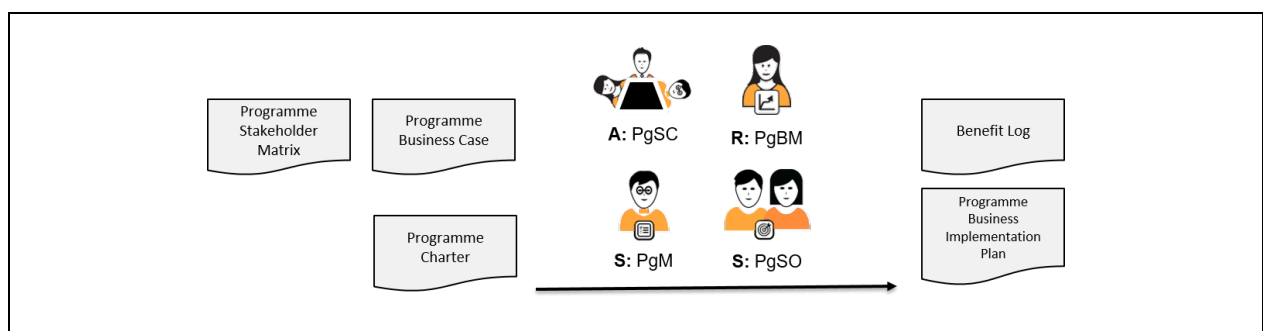 Programme
Stakeholder
Matrix
Programme
Business Case
Programme
Charter
A: PgSC
R: PgBM
S: PgM
S: PgSO
Benefit Log
Programme
Business
Implementation
Plan